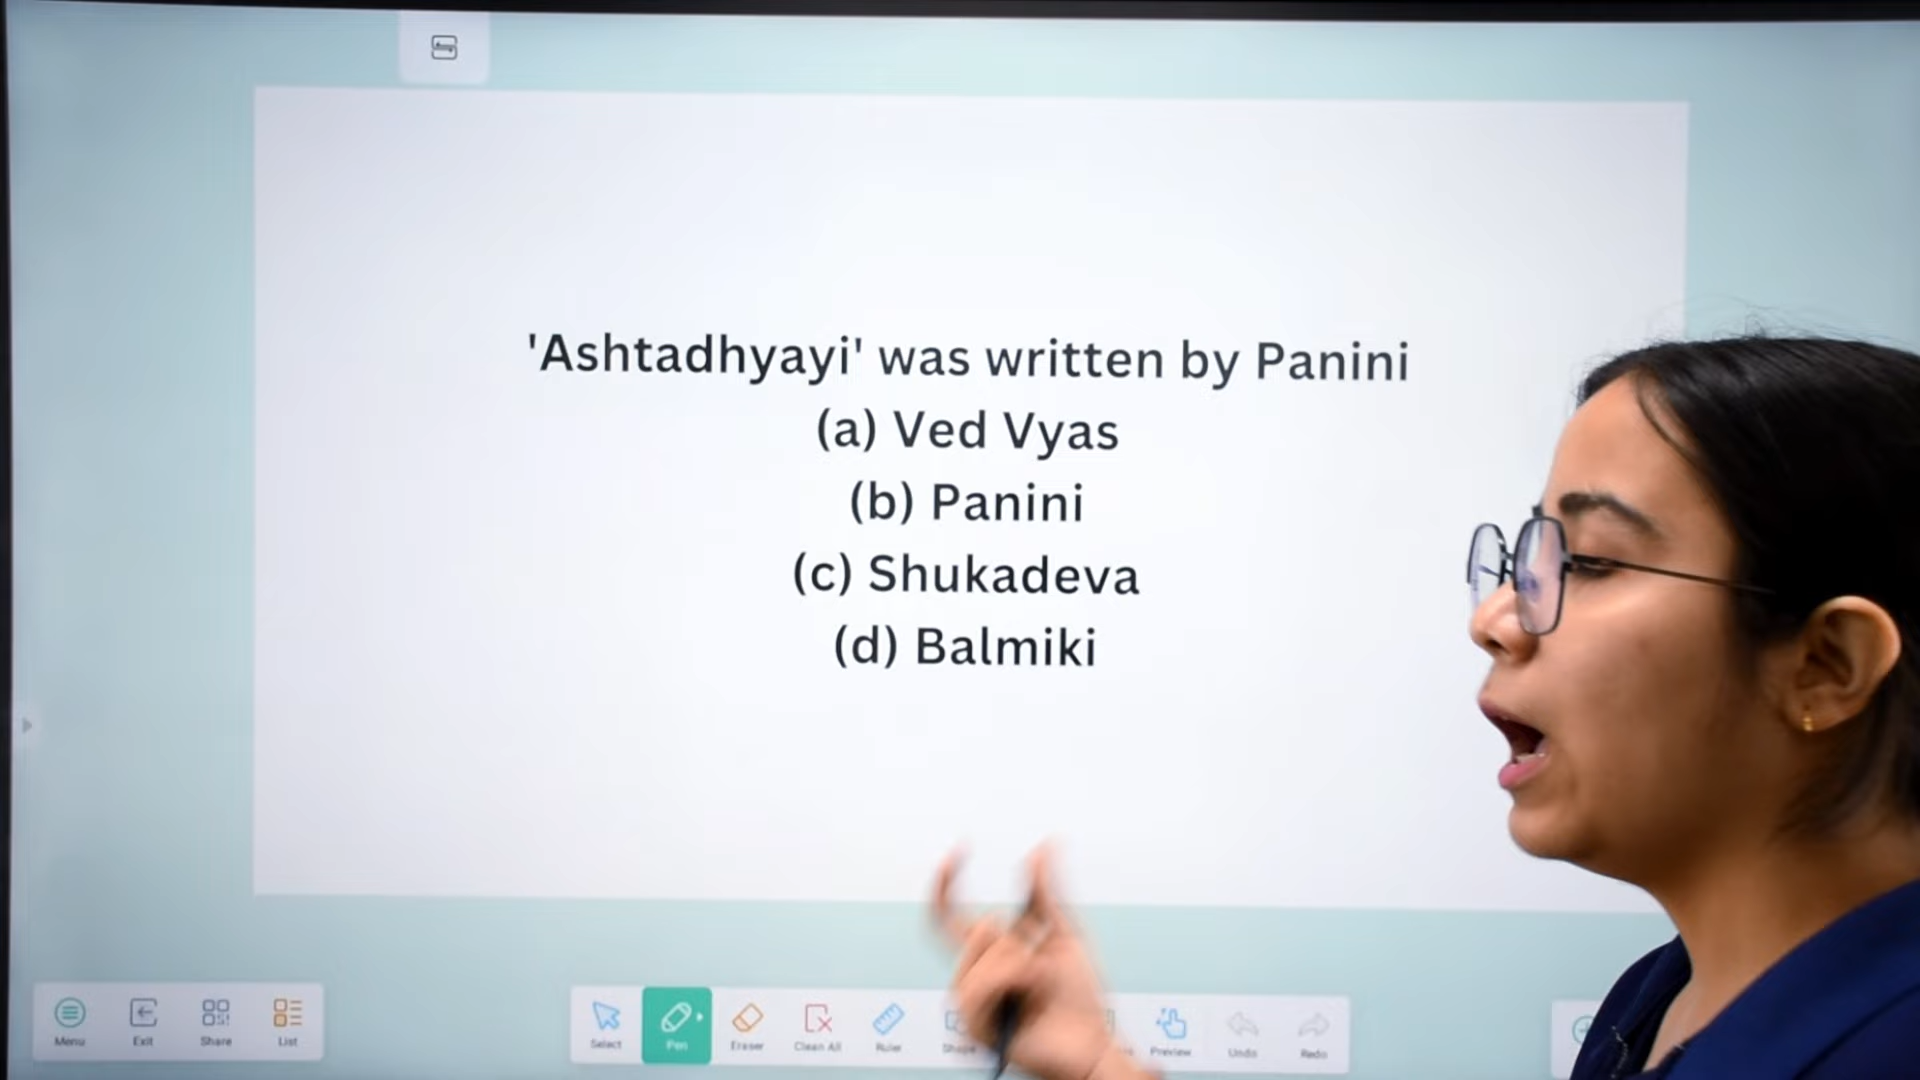 'Ashtadhyayi' was written by Panini
(a) Ved Vyas
(b) Panini
(c) Shukadeva
(d) Balmiki
Menu
Exit
Share
List
Select
Pen
Eraser
Clean All
Ruler
Preview
Undo
Redo